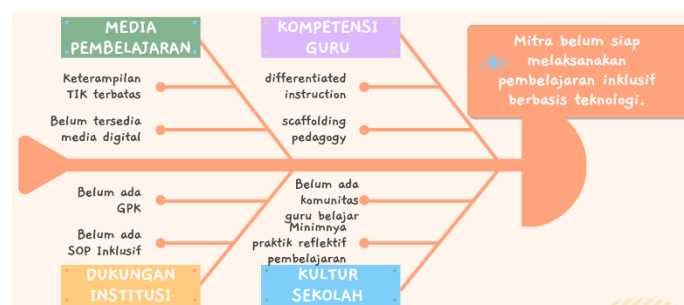 MEDIA
PEMBELAJARAN
KOMPETENSI
GURU
Mitra belum siap
melaksanakan
pembelajaran inklusif
berbasis teknologi.
Keterampilan
TIK terbatas
Belum tersedia
media digital
differentiated
instruction
scaffolding
pedagogy
Belum ada
GPK
Belum ada
SOP Inklusif
Belum ada
komunitas
guru belajar
Minimnya
praktik reflektif
pembelajaran
DUKUNGAN
INSTITUSI
KULTUR
SEKOLAH